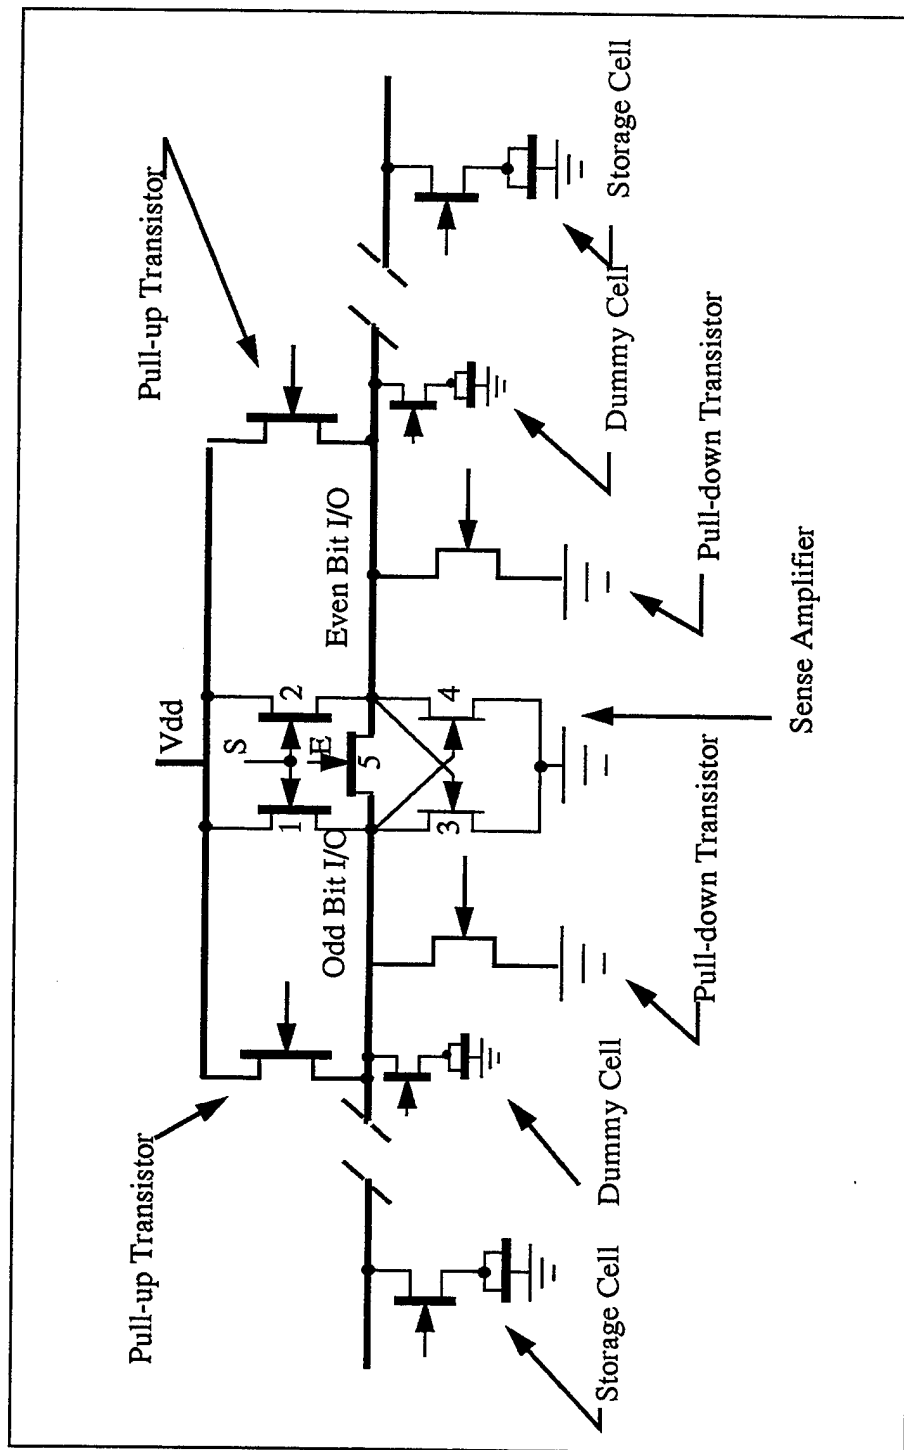 Pull-up Transistor
Pull-up Transistor
Vdd
S
1
2
E
5
Odd Bit I/O
Even Bit I/O
3
4
Storage Cell
Dummy Cell
Pull-down Transistor
Sense Amplifier
Pull-down Transistor
Dummy Cell
Storage Cell